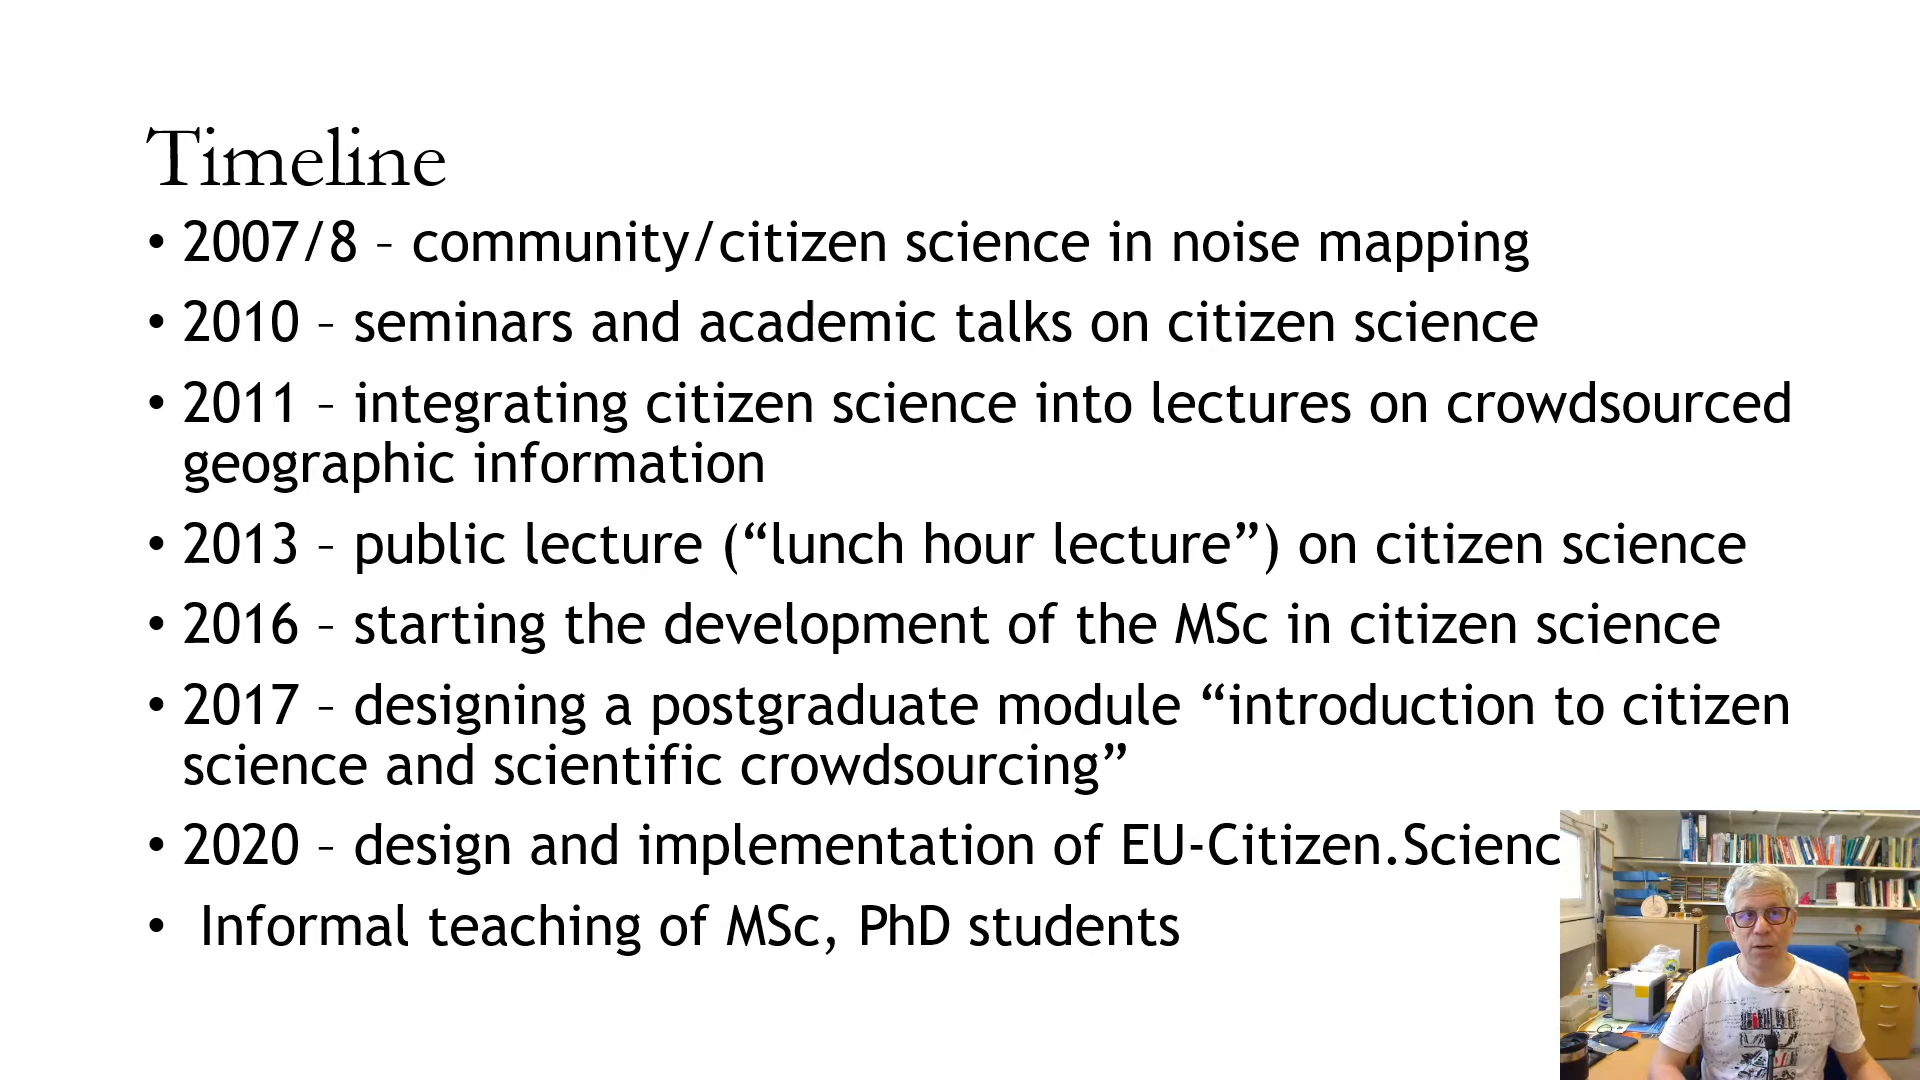 Timeline
• 2007/8 – community/citizen science in noise mapping
• 2010 – seminars and academic talks on citizen science
• 2011 – integrating citizen science into lectures on crowdsourced
geographic information
• 2013 – public lecture (“lunch hour lecture”) on citizen science
• 2016 – starting the development of the MSc in citizen science
• 2017 – designing a postgraduate module “introduction to citizen
science and scientific crowdsourcing”
• 2020 – design and implementation of EU-Citizen.Scienc
• Informal teaching of MSc, PhD students